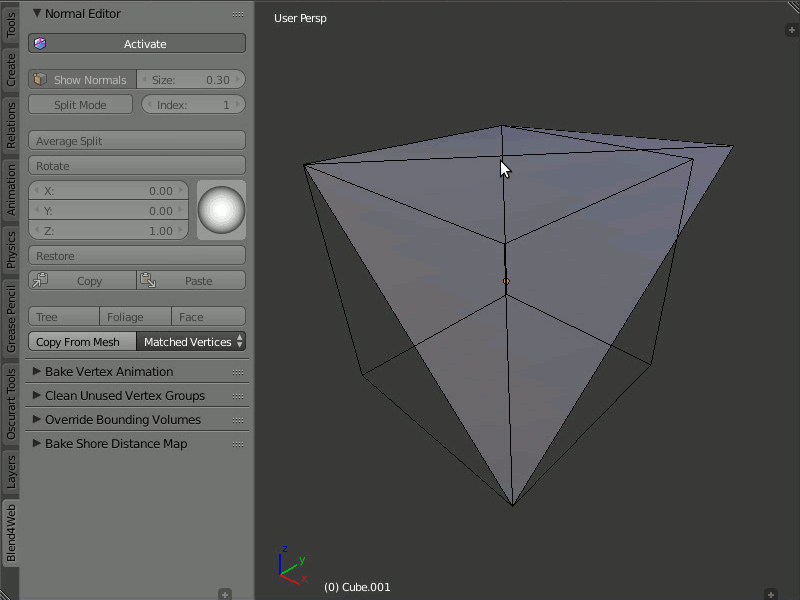 Tools
Create
Relations
Animation
Physics
Grease Pencil
Oscurart Tools
Layers
Blend4Web
Normal Editor
Activate
Show Normals Size: 0.30
Split Mode Index: 1
Average Split
Rotate
X: 0.00
Y: 0.00
Z: 1.00
Restore
Copy Paste
Tree Foliage Face
Copy From Mesh Matched Vertices
Bake Vertex Animation
Clean Unused Vertex Groups
Override Bounding Volumes
Bake Shore Distance Map
User Persp
z
y
x
(0) Cube.001